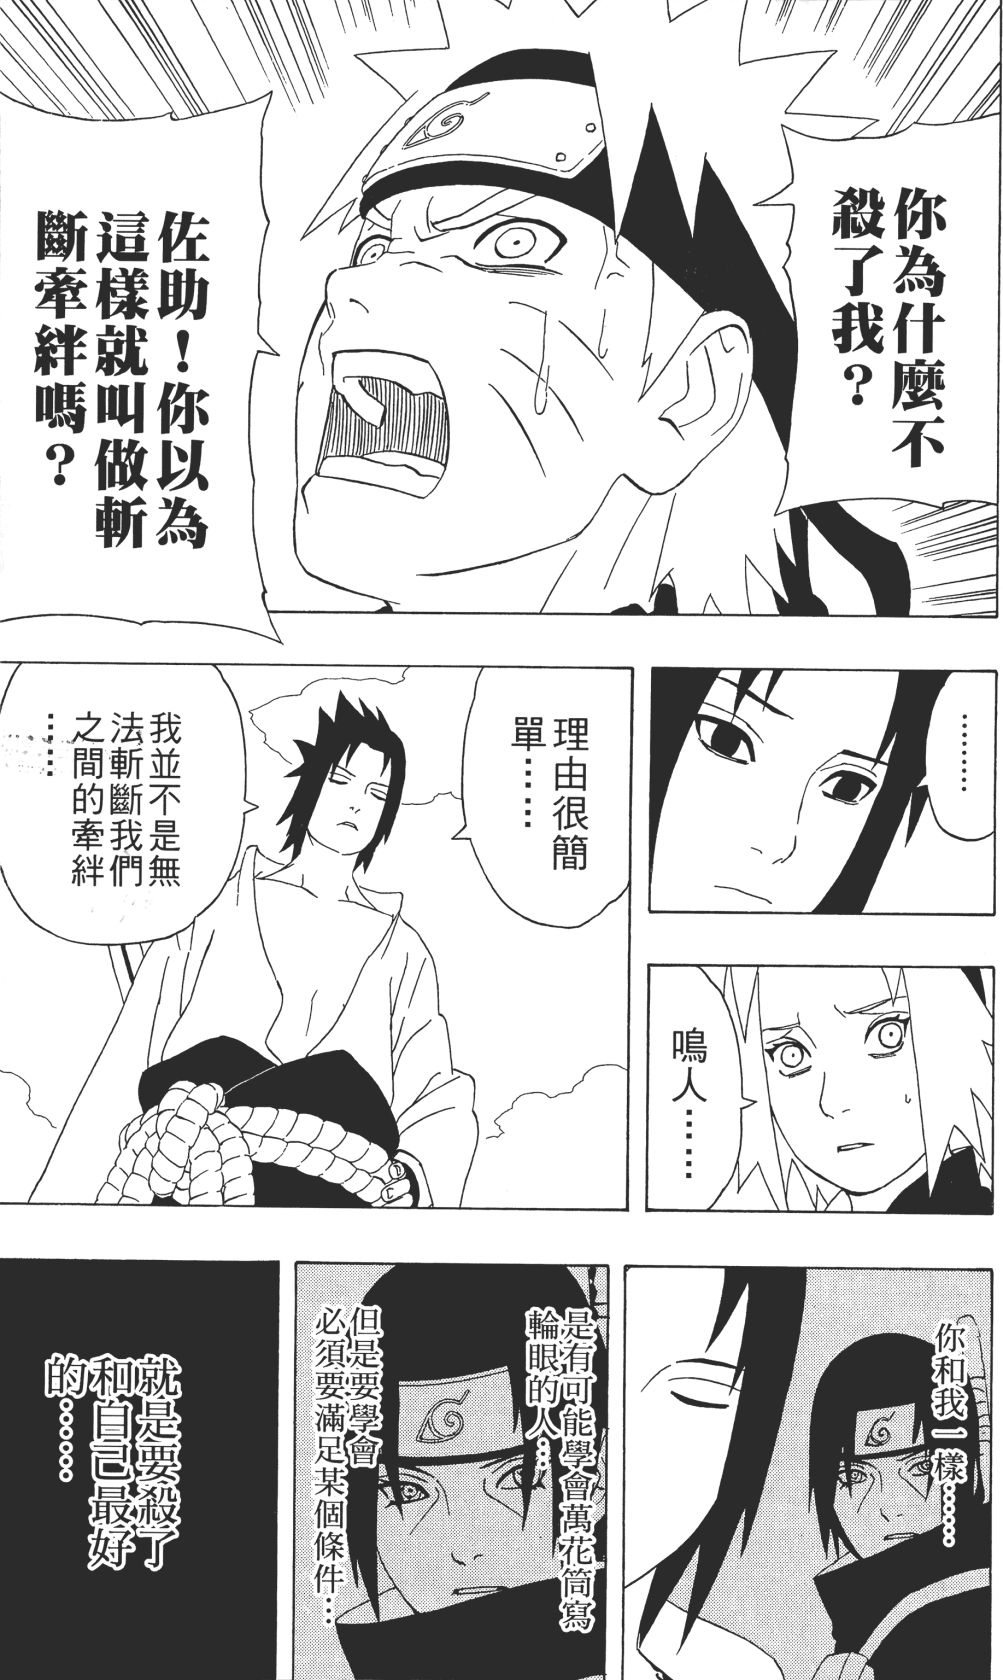 你為什麼不
殺了我？
佐助！你以為
這樣就叫做斬
斷牽絆嗎？
………
鳴人……
理由很簡
單……
我並不是無
法斬斷我們
之間的牽絆
……
你和我一樣……
是有可能學會萬花筒寫
輪眼的人…
但是要學會
必須要滿足某個條件…
就是要殺了
和自己最好
的……